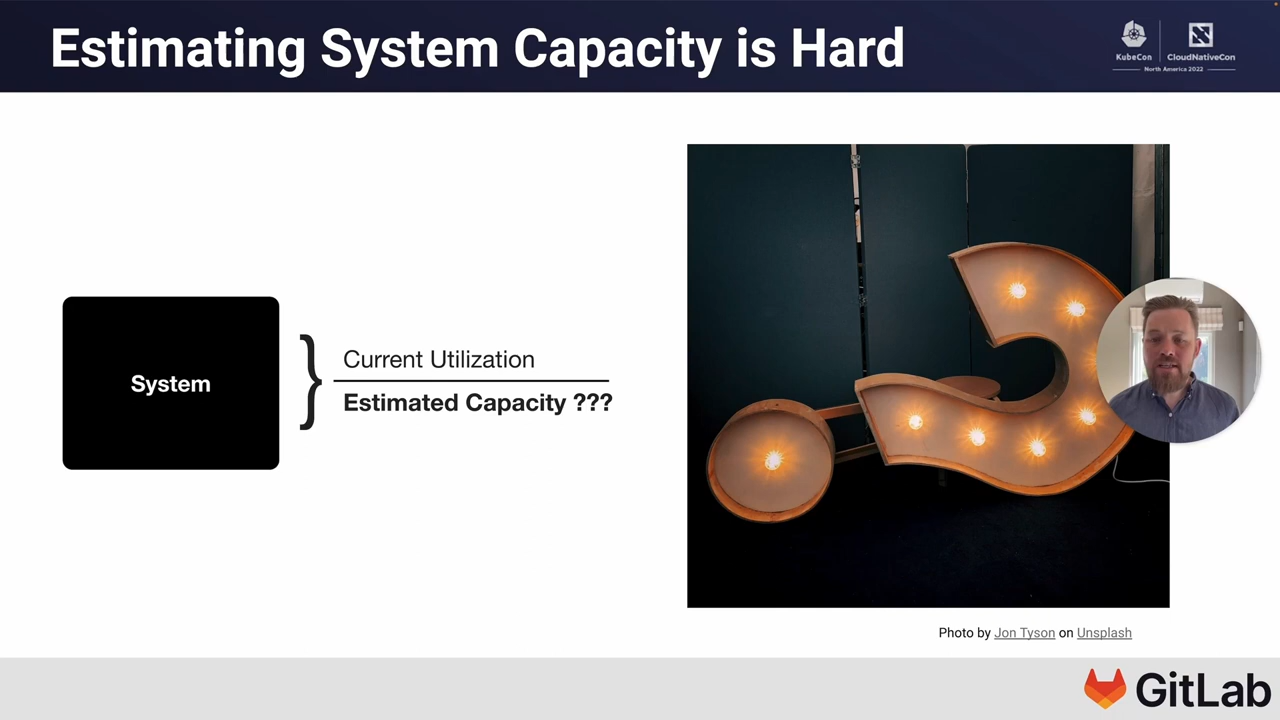 Estimating System Capacity is Hard
KubeCon
CloudNativeCon
North America 2022
System
}
Current Utilization
Estimated Capacity ???
Photo by Jon Tyson on Unsplash
GitLab